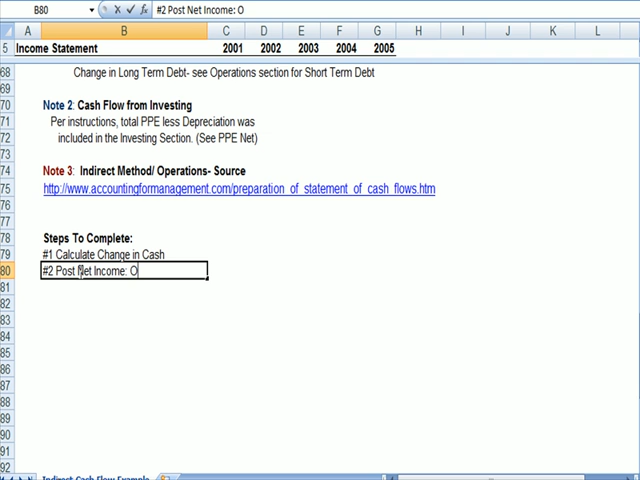 B80 fx #2 Post Net Income: O
A B C D E F G H I J K L
5 Income Statement 2001 2002 2003 2004 2005
68 Change in Long Term Debt- see Operations section for Short Term Debt
69
70 Note 2: Cash Flow from Investing
71 Per instructions, total PPE less Depreciation was
72 included in the Investing Section. (See PPE Net)
73
74 Note 3: Indirect Method/ Operations- Source
75 http://www.accountingformanagement.com/preparation_of_statement_of_cash_flows.htm
76
77
78 Steps To Complete:
79 #1 Calculate Change in Cash
80 #2 Post Net Income: O
81
82
83
84
85
86
87
88
89
90
91
92
Indirect Cash Flow Example